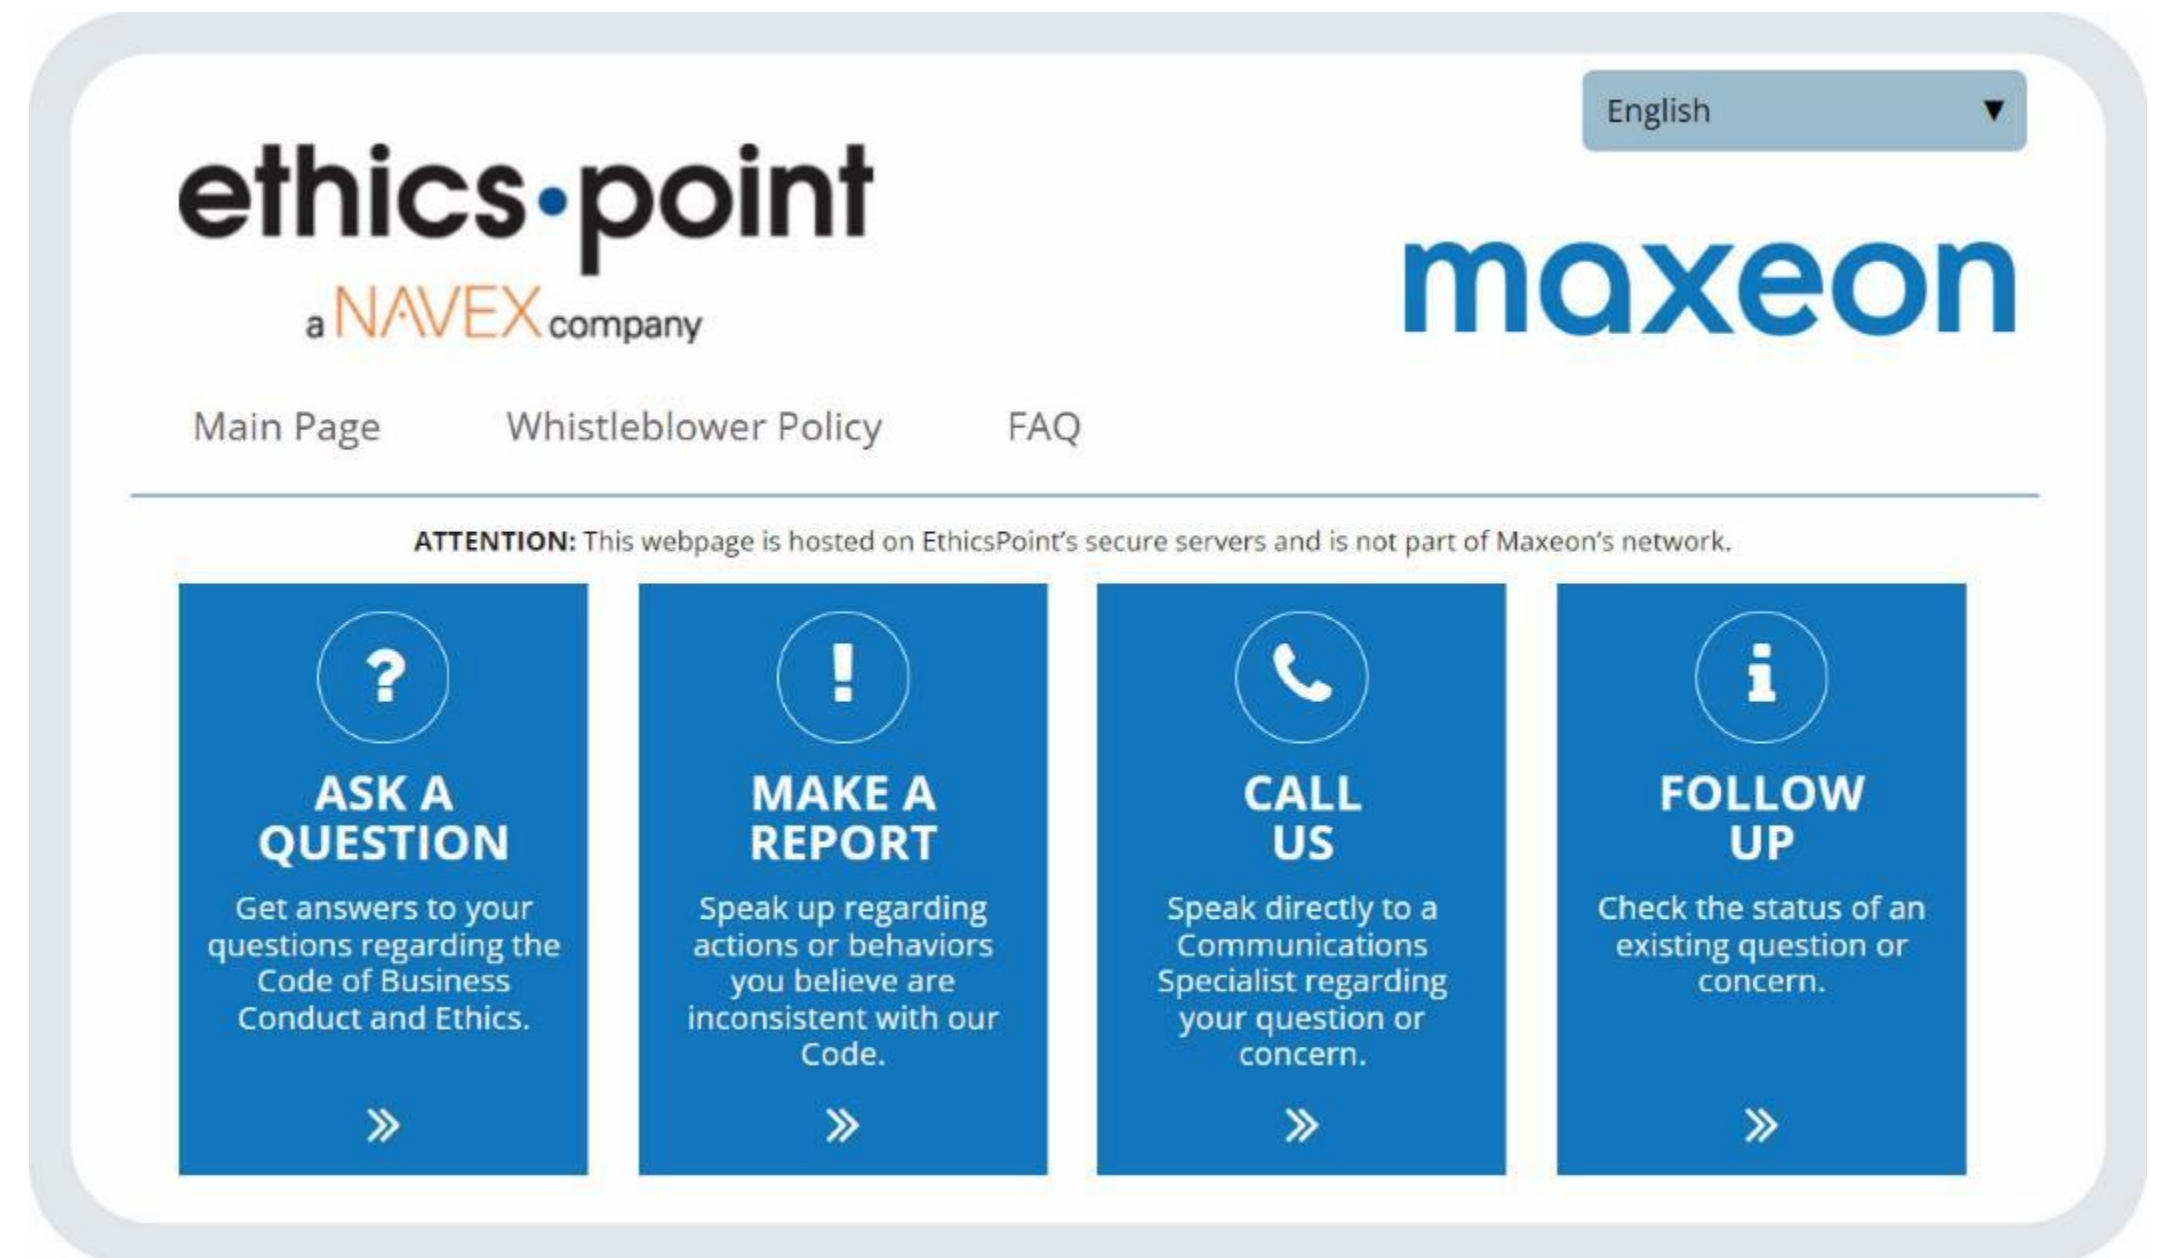 English
ethics·point
a NAVEX company
maxeon
Main Page Whistleblower Policy FAQ
ATTENTION: This webpage is hosted on EthicsPoint's secure servers and is not part of Maxeon's network.
ASK A
QUESTION
Get answers to your
questions regarding the
Code of Business
Conduct and Ethics.
MAKE A
REPORT
Speak up regarding
actions or behaviors
you believe are
inconsistent with our
Code.
CALL
US
Speak directly to a
Communications
Specialist regarding
your question or
concern.
FOLLOW
UP
Check the status of an
existing question or
concern.